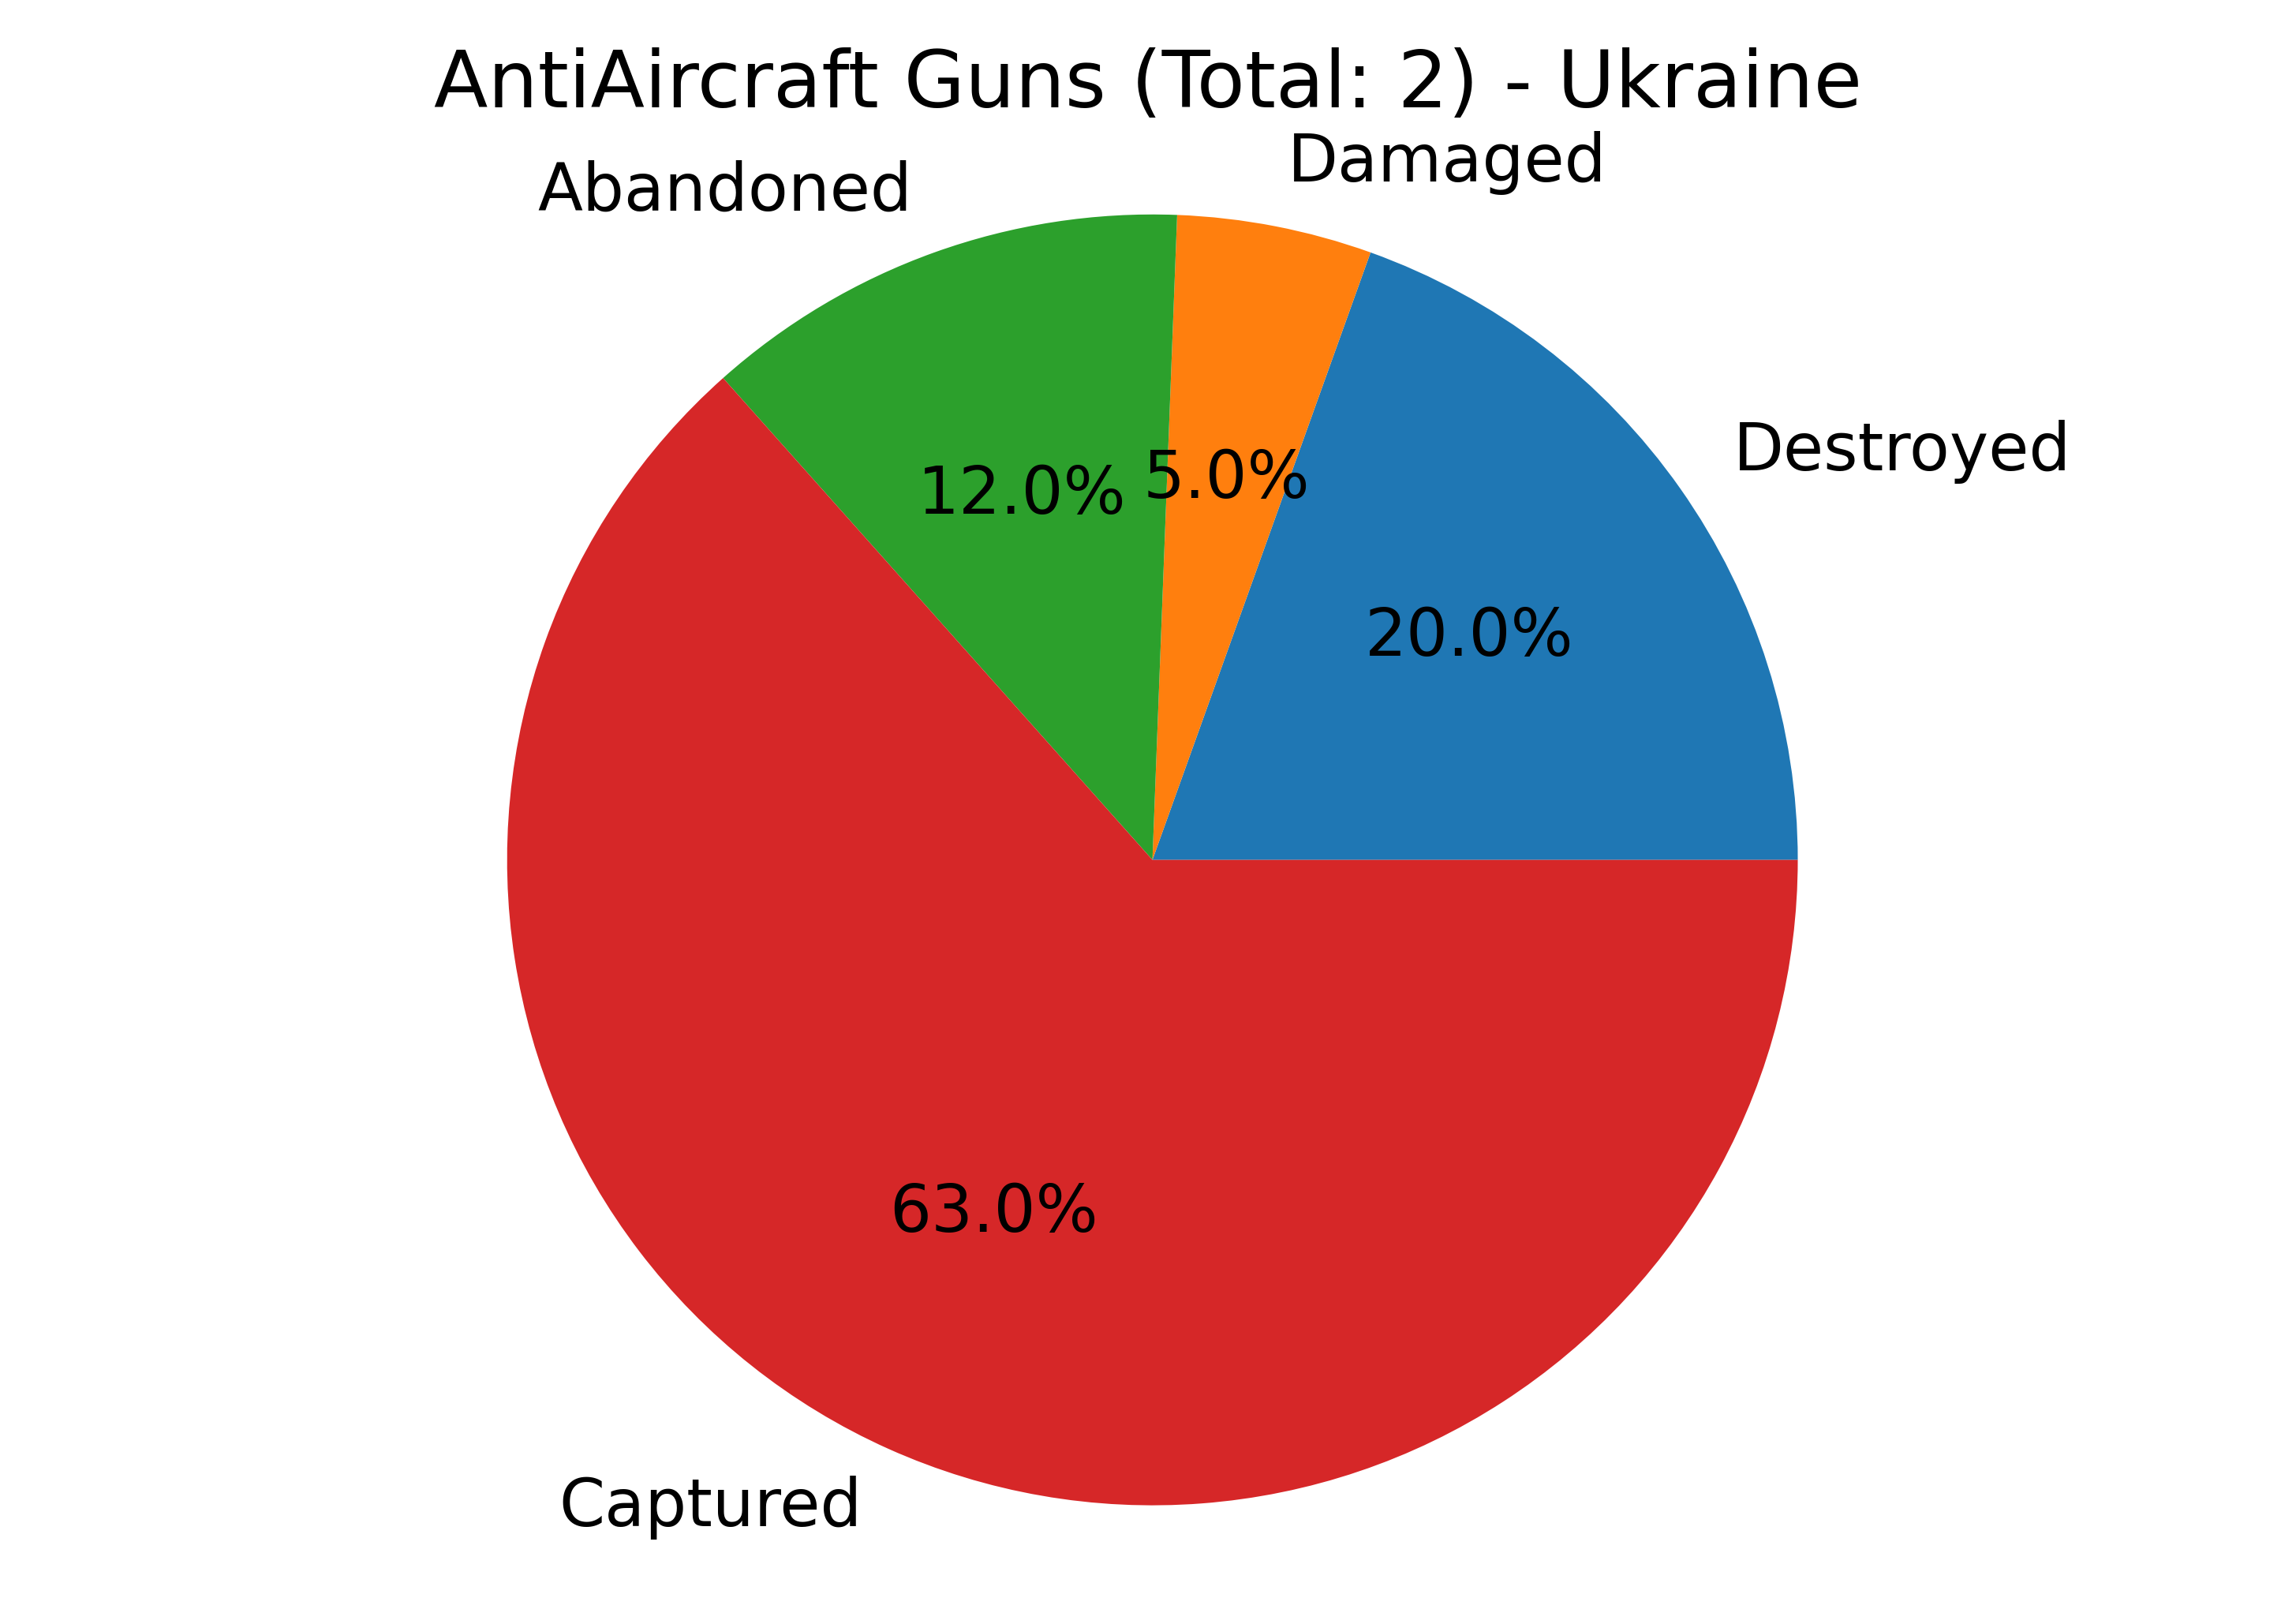 AntiAircraft Guns (Total: 2) - Ukraine
Damaged
Abandoned
Destroyed
5.0%
12.0%
20.0%
63.0%
Captured